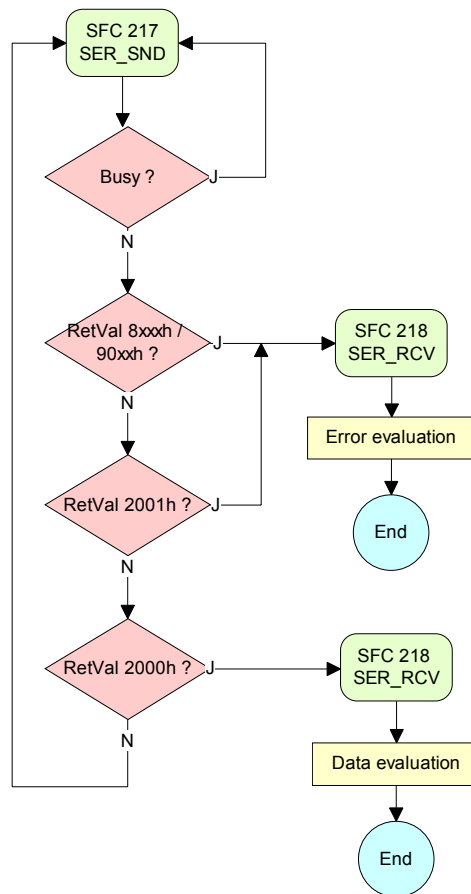 SFC 217
SER_SND
Busy ?
J
N
RetVal 8xxxh /
90xxh ?
J
N
SFC 218
SER_RCV
Error evaluation
End
RetVal 2001h ?
J
N
RetVal 2000h ?
J
N
SFC 218
SER_RCV
Data evaluation
End